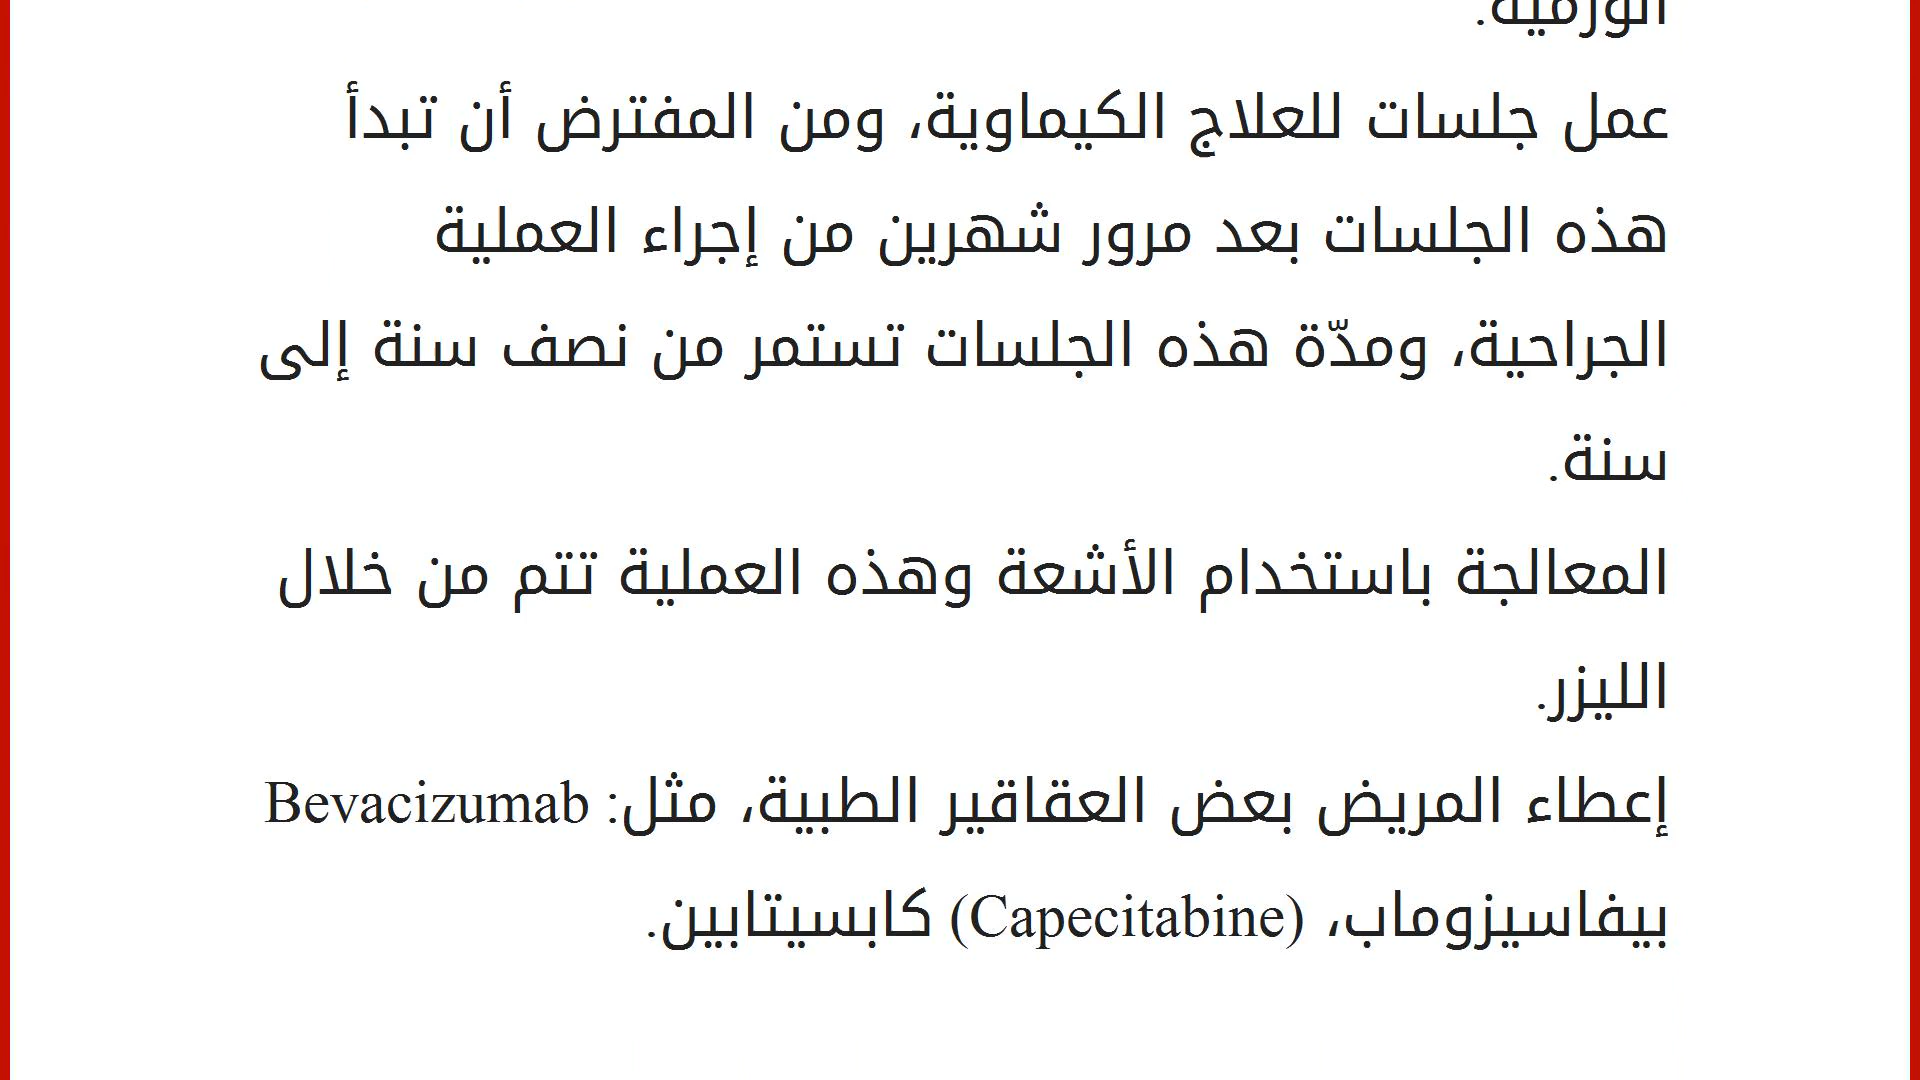 الورمية.
عمل جلسات للعلاج الكيماوية، ومن المفترض أن تبدأ
هذه الجلسات بعد مرور شهرين من إجراء العملية
الجراحية، ومدّة هذه الجلسات تستمر من نصف سنة إلى
سنة.
المعالجة باستخدام الأشعة وهذه العملية تتم من خلال
الليزر.
إعطاء المريض بعض العقاقير الطبية، مثل: Bevacizumab
بيفاسيزوماب، (Capecitabine) كابسيتابين.